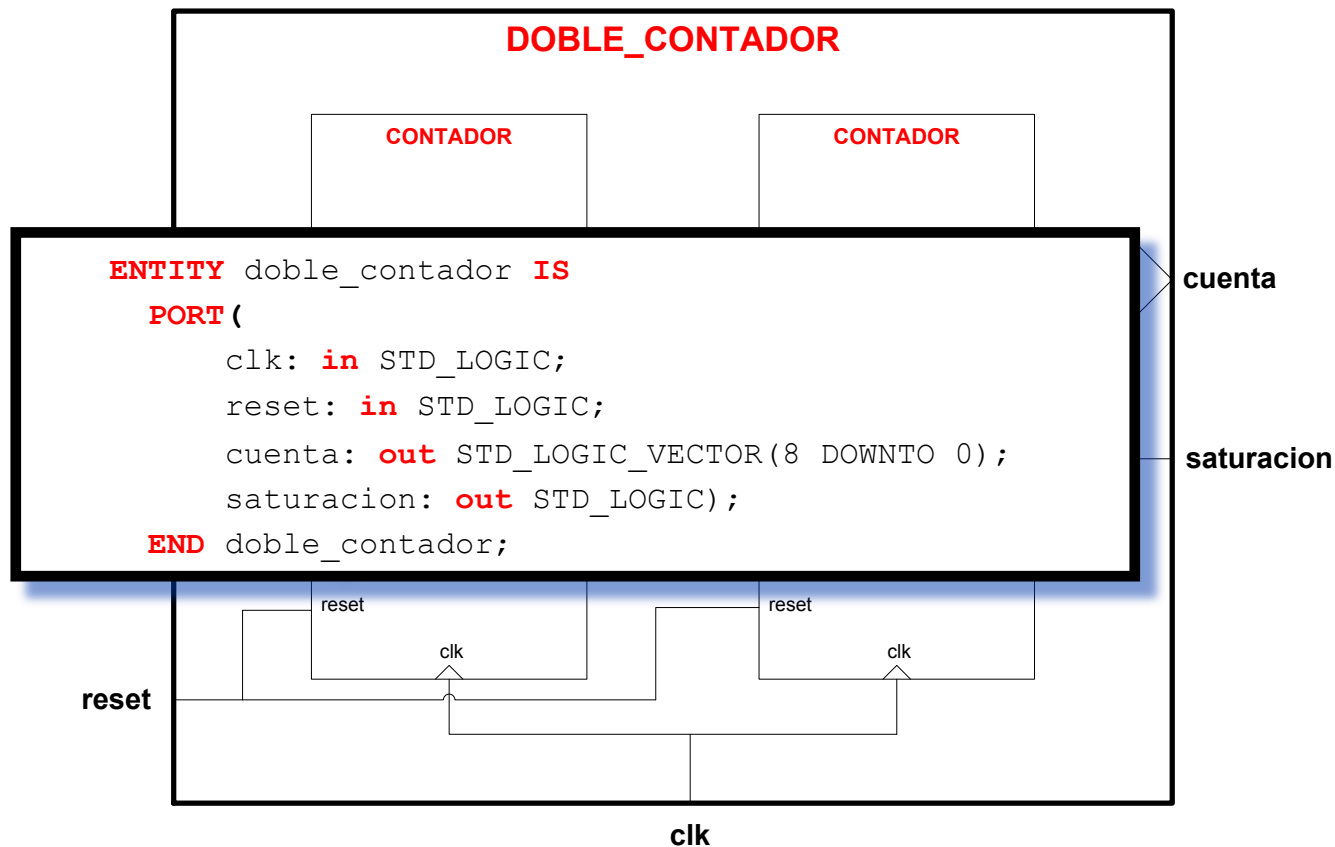 DOBLE_CONTADOR
CONTADOR CONTADOR
ENTITY doble_contador IS
PORT(
clk: in STD_LOGIC;
reset: in STD_LOGIC;
cuenta: out STD_LOGIC_VECTOR(8 DOWNTO 0);
saturacion: out STD_LOGIC);
END doble_contador;
cuenta
saturacion
reset reset
clk clk
reset
clk